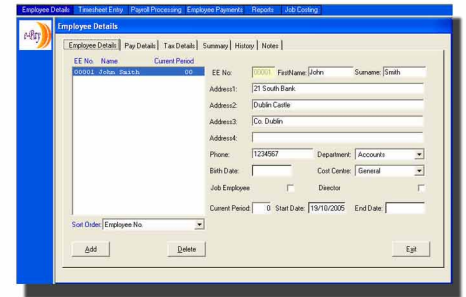 Employee Details Timesheet Entry Payroll Processing Employee Payments Reports Job Costing
e-Pay
Employee Details
Employee Details Pay Details Tax Details Summary History Notes
EE No. Name Current Period
00001 John Smith 00
EE No: 00001 FirstName: John Surname: Smith
Address1: 21 South Bank
Address2: Dublin Castle
Address3: Co. Dublin
Address4:
Phone: 1234567 Department: Accounts
Birth Date: Cost Centre: General
Job Employee Director
Current Period: 0 Start Date: 19/10/2005 End Date:
Sort Order: Employee No.
Add Delete Exit